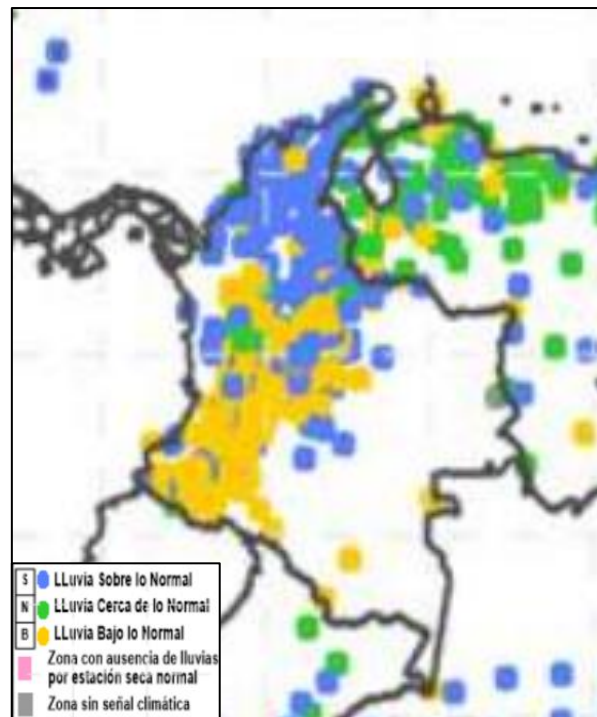 S LLuvia Sobre lo Normal
N LLuvia Cerca de lo Normal
B LLuvia Bajo lo Normal
Zona con ausencia de lluvias
por estación seca normal
Zona sin señal climática